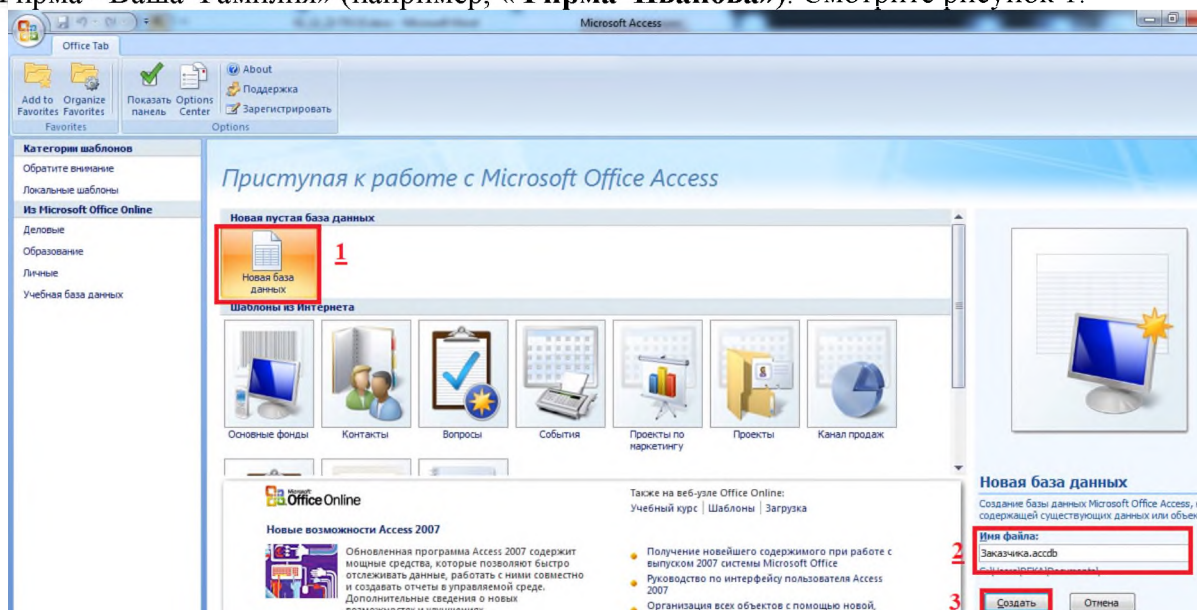 Фирма "Ваша Фамилия» (например, «Фирма Иванова»). Смотрите рисунок 1.
Microsoft Access
Office Tab
Add to Favorites
Organize Favorites
Показать панель
Options Center
About
Поддержка
Зарегистрировать
Favorites
Options
Категории шаблонов
Обратите внимание
Локальные шаблоны
Из Microsoft Office Online
Деловые
Образование
Личные
Учебная база данных
Приступая к работе с Microsoft Office Access
Новая пустая база данных
Новая база
данных
1
Шаблоны из Интернета
Основные фонды
Контакты
Вопросы
События
Проекты по
маркетингу
Проекты
Канал продаж
Microsoft
Office Online
Новые возможности Access 2007
Обновленная программа Access 2007 содержит
мощные средства, которые позволяют быстро
отслеживать данные, работать с ними совместно
и создавать отчеты в управляемой среде.
Дополнительные сведения о новых
возможностях и улучшениях
Также на веб-узле Office Online:
Учебный курс | Шаблоны | Загрузка
Получение новейшего содержимого при работе с
выпуском 2007 системы Microsoft Office
Руководство по интерфейсу пользователя Access
2007
Организация всех объектов с помощью новой,
Новая база данных
Создание базы данных Microsoft Office Access,
содержащей существующих данных или
2
Имя файла:
Заказчика.accdb
3
Создать
Отмена